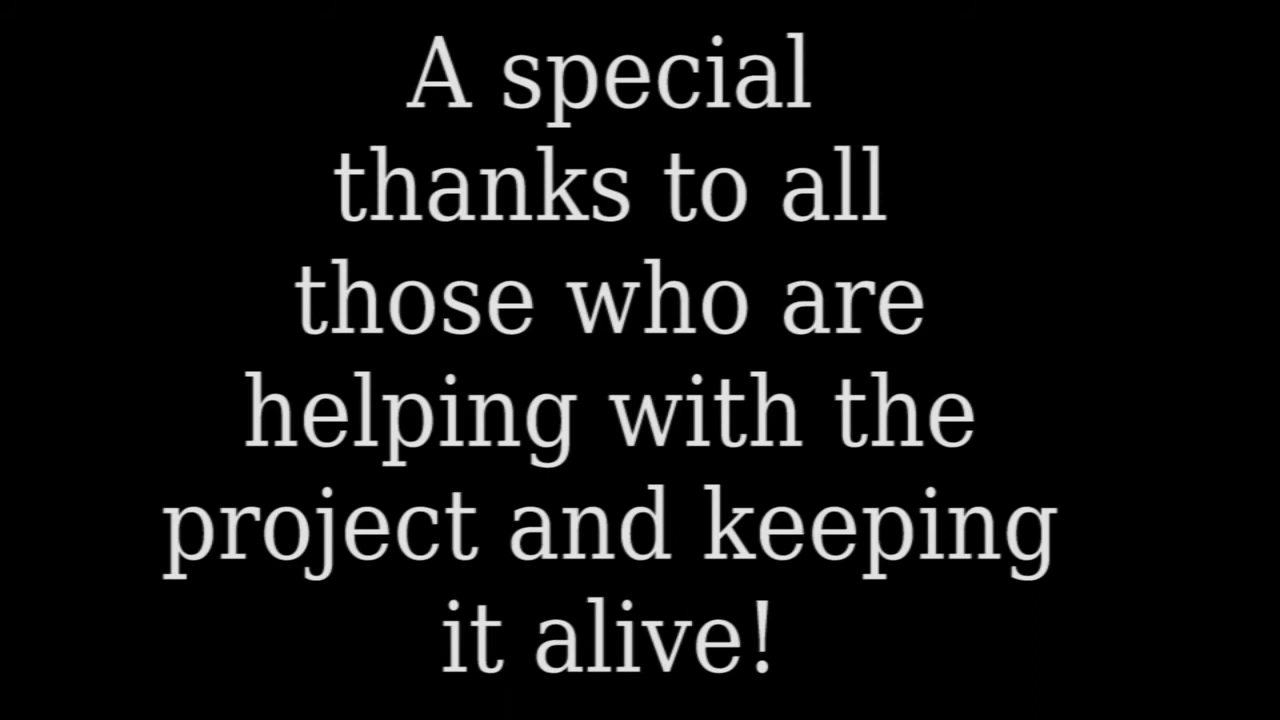 A special
thanks to all
those who are
helping with the
project and keeping
it alive!